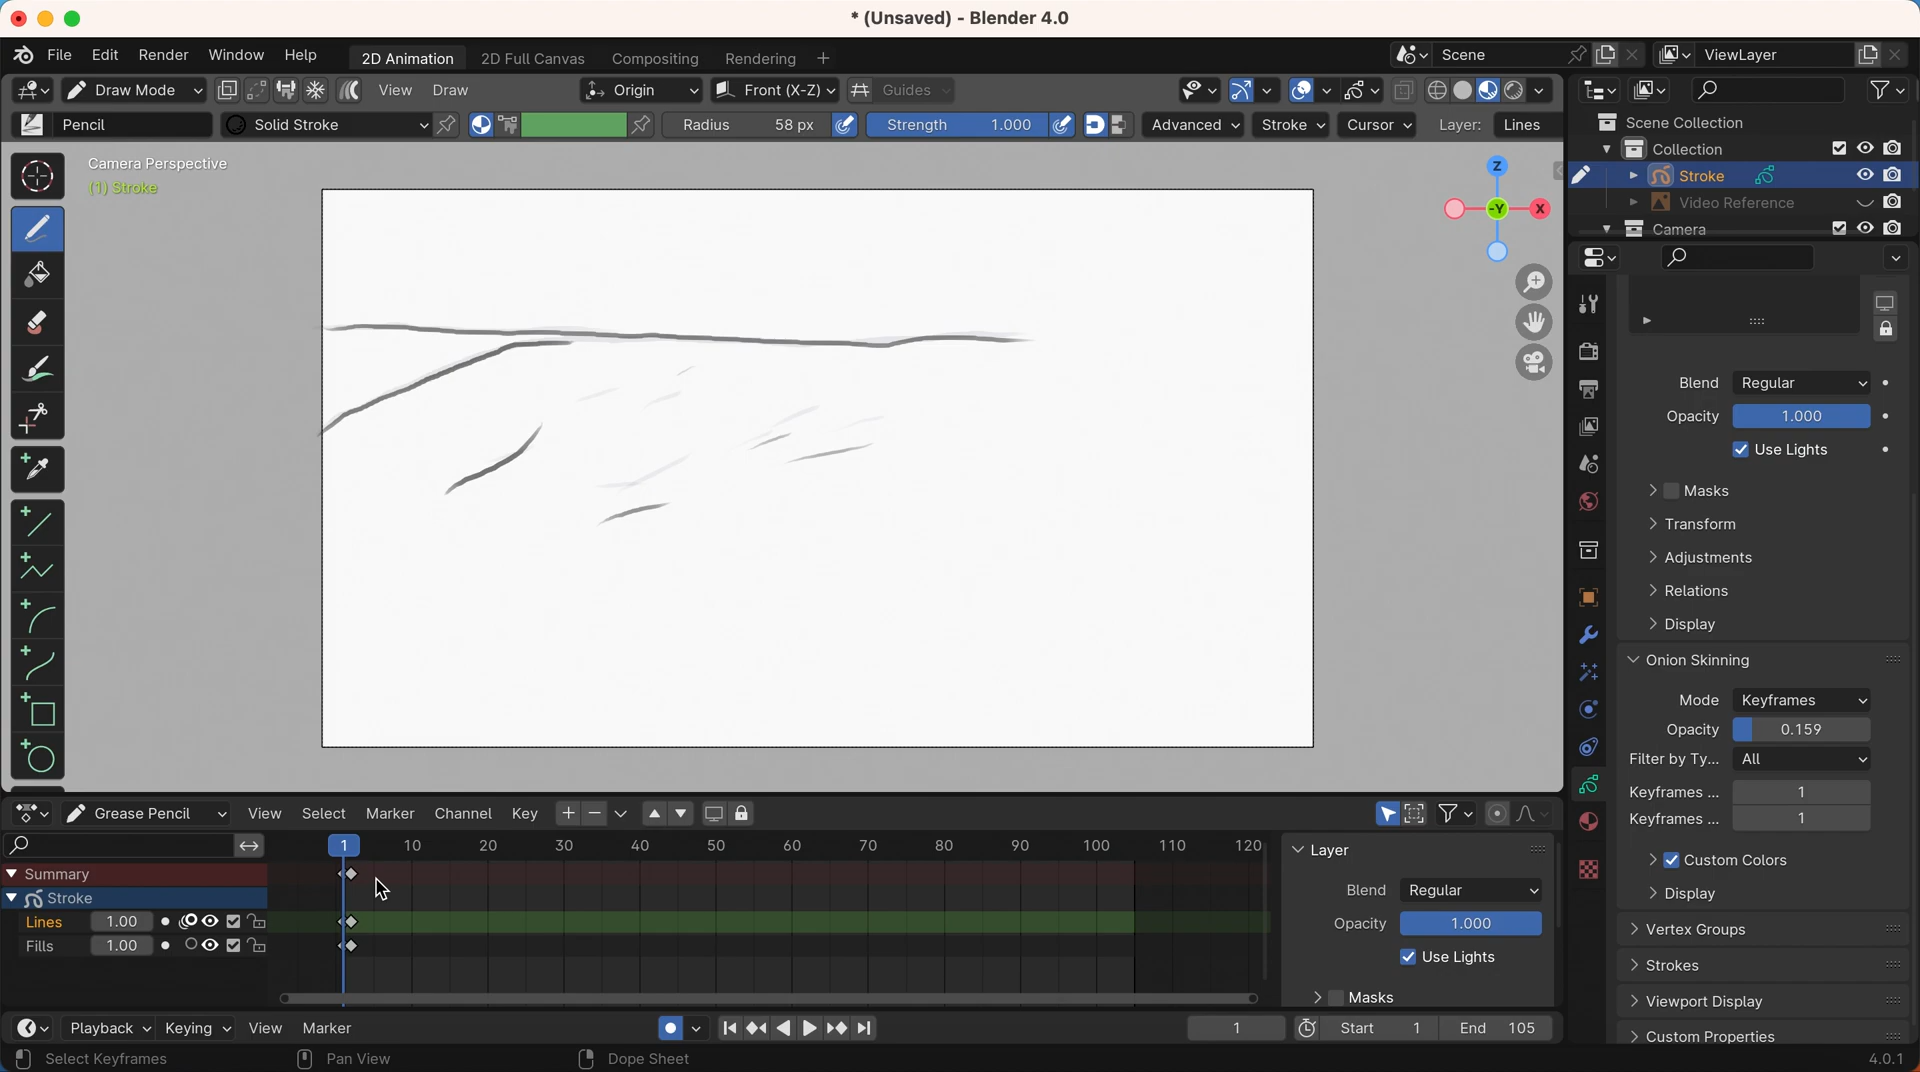 * (Unsaved) - Blender 4.0
File Edit Render Window Help 2D Animation 2D Full Canvas Compositing Rendering + Scene ViewLayer
Draw Mode View Draw Origin Front (X-Z) Guides
Pencil Solid Stroke Radius 58 px Strength 1.000 Advanced Stroke Cursor Layer: Lines
Scene Collection
Collection
Stroke
Video Reference
Camera
Camera Perspective
(1) Stroke
Z
-Y X
Blend Regular
Opacity 1.000
Use Lights
Masks
Transform
Adjustments
Relations
Display
Onion Skinning
Mode Keyframes
Opacity 0.159
Filter by Ty... All
Keyframes ... 1
Keyframes ... 1
Custom Colors
Display
Vertex Groups
Strokes
Viewport Display
Custom Properties
Grease Pencil View Select Marker Channel Key
1 10 20 30 40 50 60 70 80 90 100 110 120
Summary
Stroke
Lines 1.00
Fills 1.00
Layer
Blend Regular
Opacity 1.000
Use Lights
Masks
Playback Keying View Marker 1 Start 1 End 105
Select Keyframes Pan View Dope Sheet 4.0.1